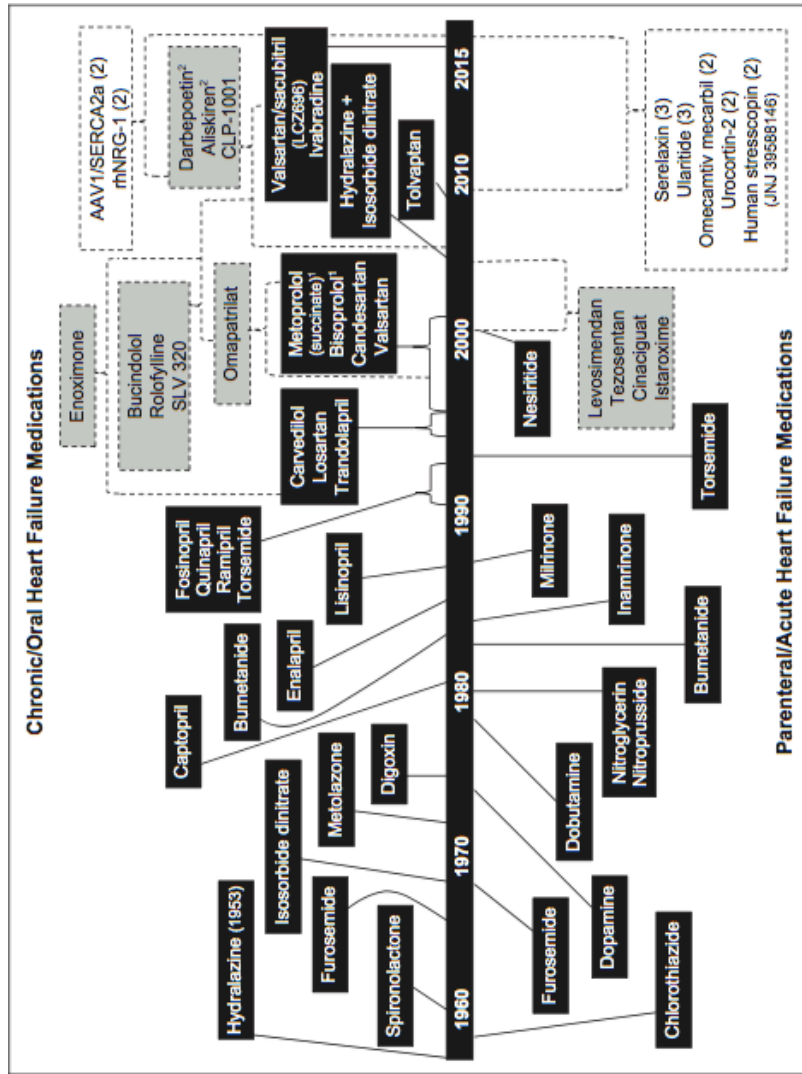 Chronic/Oral Heart Failure Medications
Hydralazine (1953)
Spironolactone
Furosemide
Isosorbide dinitrate
Metolazone
Digoxin
Captopril
Bumetanide
Enalapril
Lisinopril
Fosinopril
Quinapril
Ramipril
Torsemide
Carvedilol
Losartan
Trandolapril
Enoximone
Bucindolol
Rolofylline
SLV 320
Omapatrilat
Metoprolol
(succinate)¹
Bisoprolol¹
Candesartan
Valsartan
AAV1/SERCA2a (2)
rhNRG-1 (2)
Darbepoetin²
Aliskiren²
CLP-1001
Valsartan/sacubitril
(LCZ696)
Ivabradine
Hydralazine +
Isosorbide dinitrate
Tolvaptan
1960
1970
1980
1990
2000
2010
2015
Chlorothiazide
Furosemide
Dopamine
Dobutamine
Nitroglycerin
Nitroprusside
Bumetanide
Inamrinone
Milrinone
Torsemide
Nesiritide
Levosimendan
Tezosentan
Cinaciguat
Istaroxime
Serelaxin (3)
Ularitide (3)
Omecamtiv mecarbil (2)
Urocortin-2 (2)
Human stresscopin (2)
(JNJ 39588146)
Parenteral/Acute Heart Failure Medications